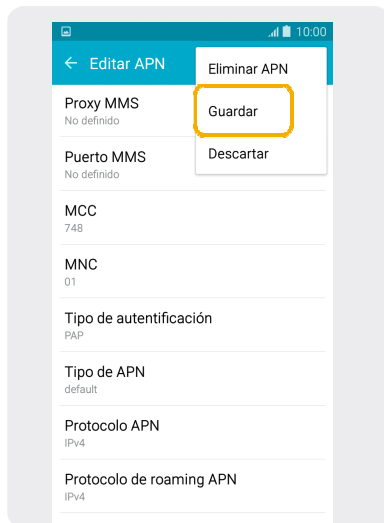 10:00
Editar APN
Eliminar APN
Guardar
Descartar
Proxy MMS
No definido
Puerto MMS
No definido
MCC
748
MNC
01
Tipo de autentificación
PAP
Tipo de APN
default
Protocolo APN
IPv4
Protocolo de roaming APN
IPv4